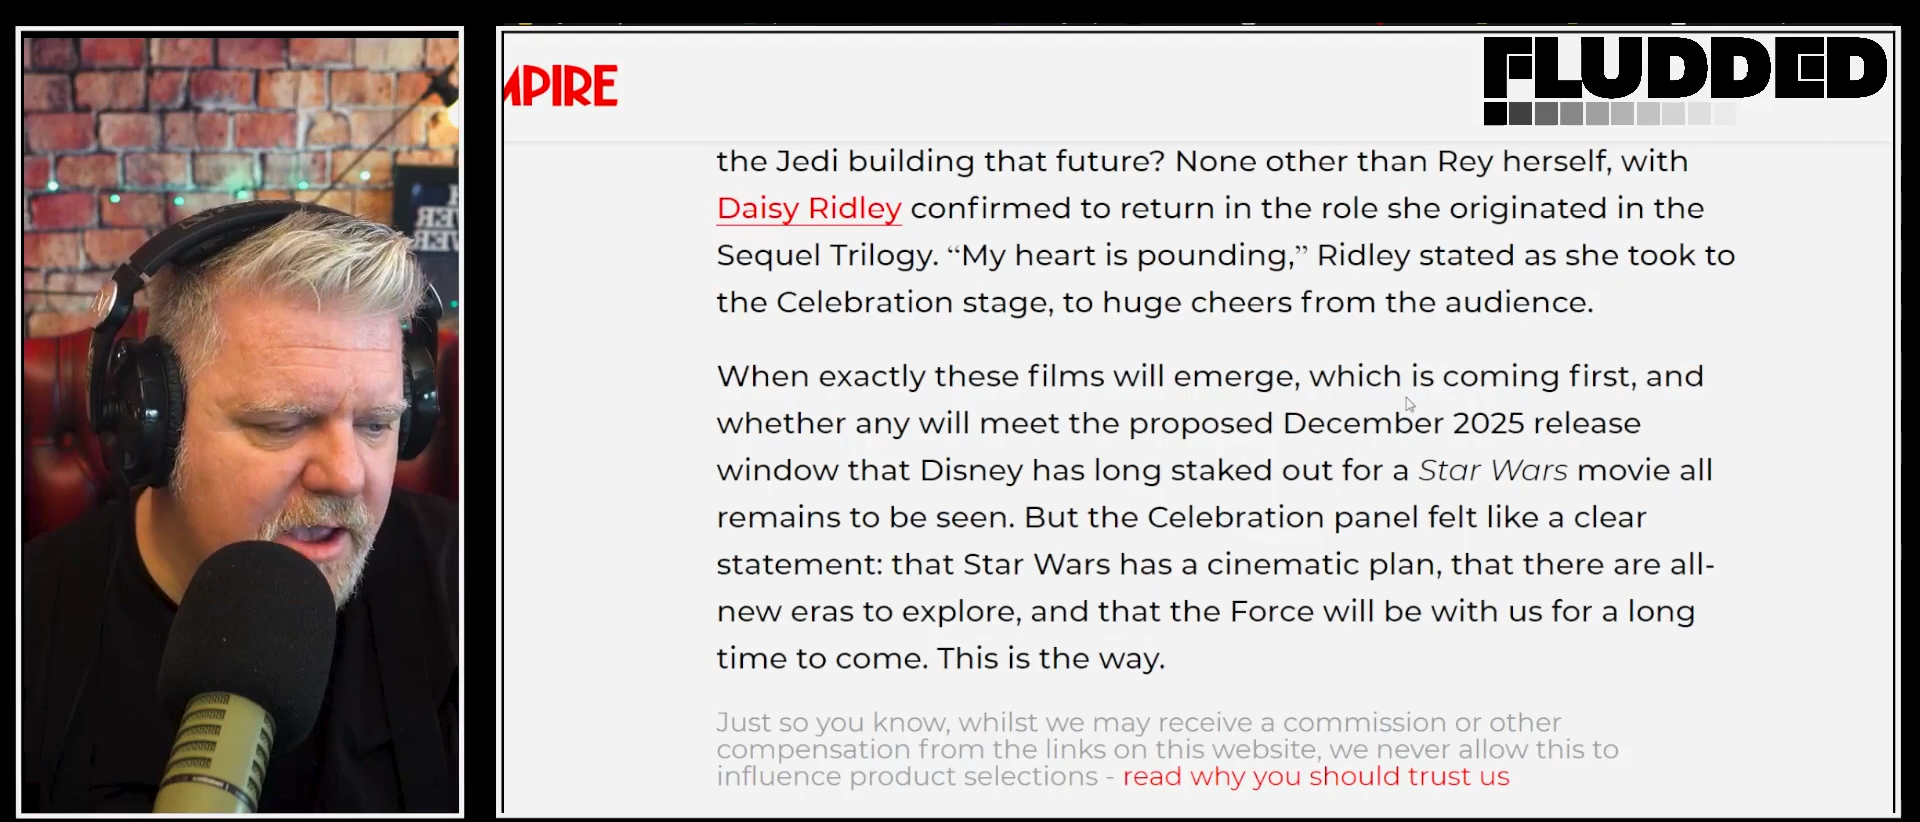 MPIRE
FLUDDED
the Jedi building that future? None other than Rey herself, with
Daisy Ridley confirmed to return in the role she originated in the
Sequel Trilogy. “My heart is pounding,” Ridley stated as she took to
the Celebration stage, to huge cheers from the audience.
When exactly these films will emerge, which is coming first, and
whether any will meet the proposed December 2025 release
window that Disney has long staked out for a Star Wars movie all
remains to be seen. But the Celebration panel felt like a clear
statement: that Star Wars has a cinematic plan, that there are all-
new eras to explore, and that the Force will be with us for a long
time to come. This is the way.
Just so you know, whilst we may receive a commission or other
compensation from the links on this website, we never allow this to
influence product selections - read why you should trust us